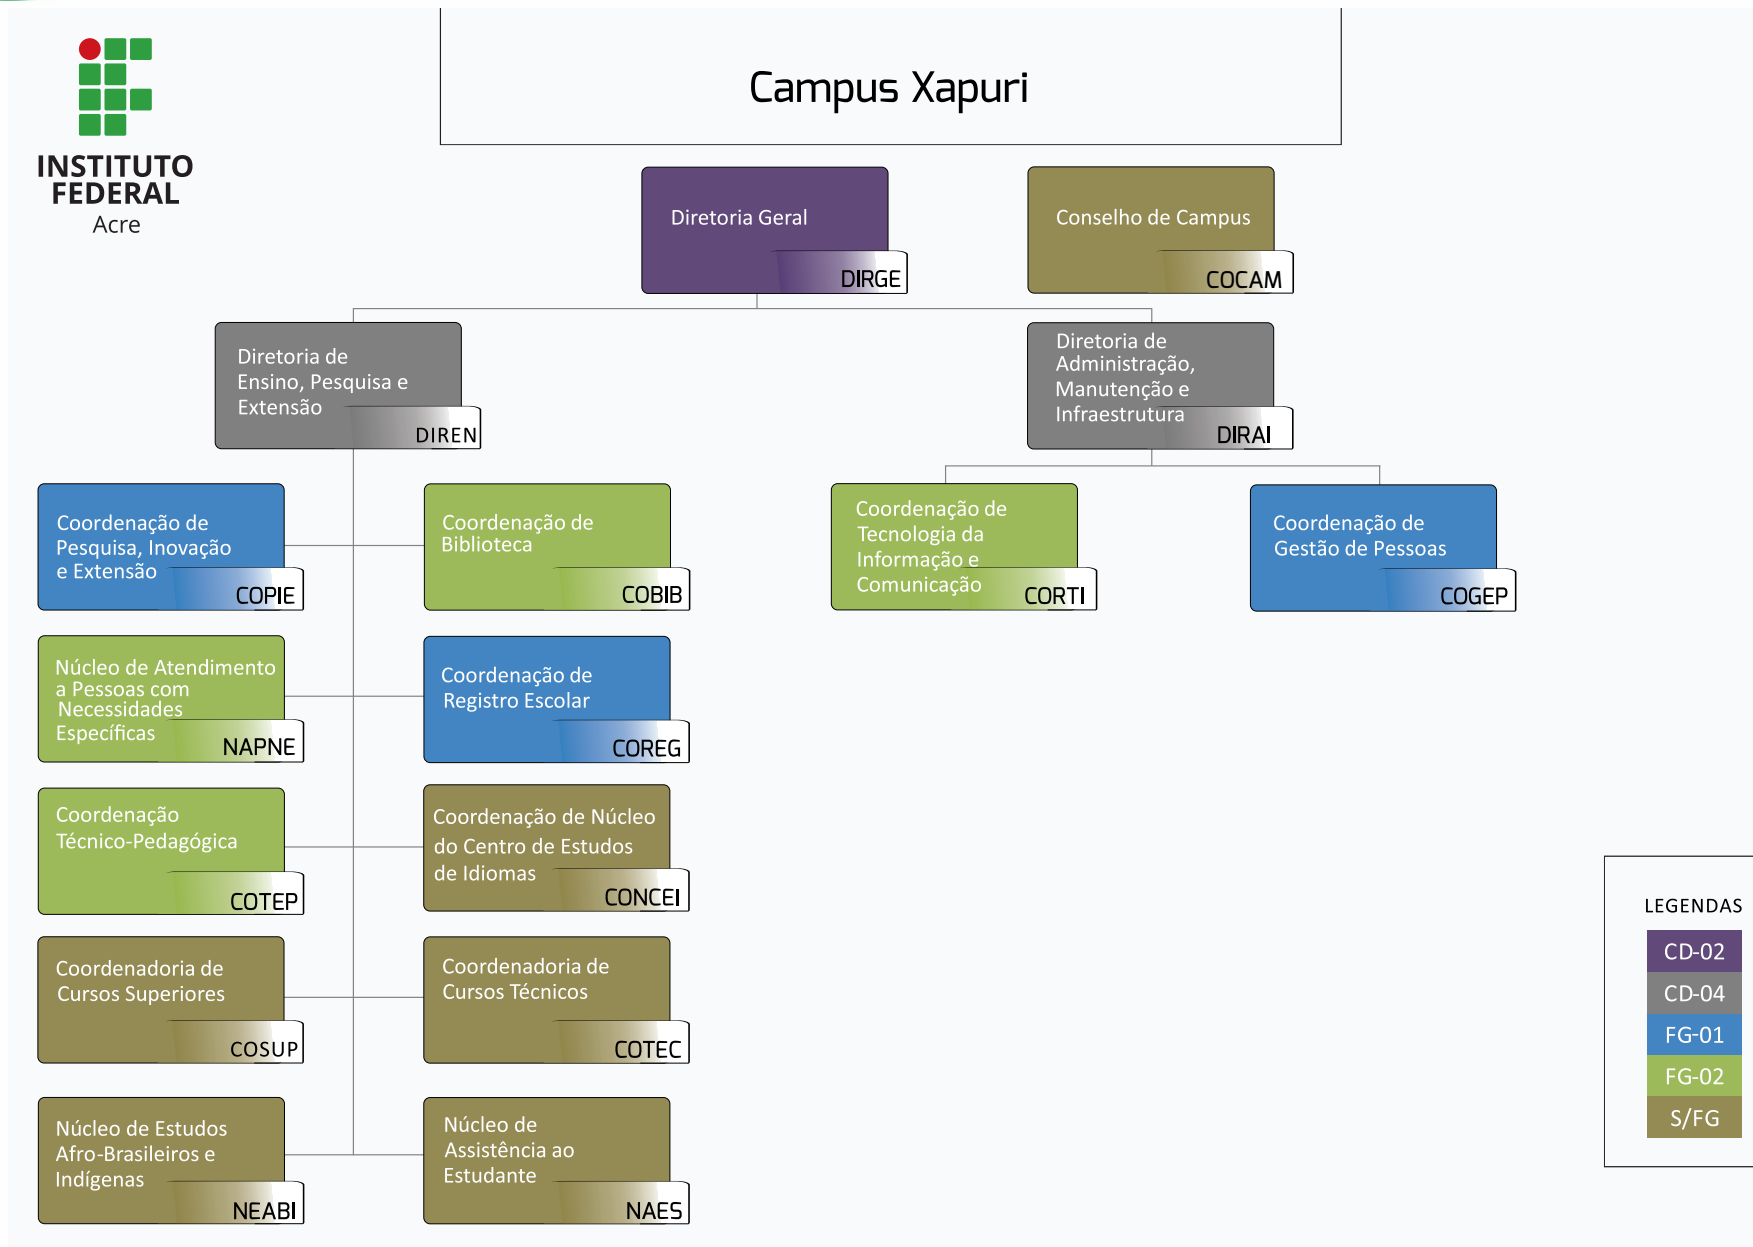 INSTITUTO
FEDERAL
Acre
Campus Xapuri
Diretoria Geral
DIRGE
Conselho de Campus
COCAM
Diretoria de
Ensino, Pesquisa e
Extensão
DIREN
Diretoria de
Administração,
Manutenção e
Infraestrutura
DIRAI
Coordenação de
Pesquisa, Inovação
e Extensão
COPIE
Coordenação de
Biblioteca
COBIB
Coordenação de
Tecnologia da
Informação e
Comunicação
CORTI
Coordenação de
Gestão de Pessoas
COGEP
Núcleo de Atendimento
a Pessoas com
Necessidades
Específicas
NAPNE
Coordenação de
Registro Escolar
COREG
Coordenação
Técnico-Pedagógica
COTEP
Coordenação de Núcleo
do Centro de Estudos
de Idiomas
CONCEI
Coordenadoria de
Cursos Superiores
COSUP
Coordenadoria de
Cursos Técnicos
COTEC
Núcleo de Estudos
Afro-Brasileiros e
Indígenas
NEABI
Núcleo de
Assistência ao
Estudante
NAES
LEGENDAS
CD-02
CD-04
FG-01
FG-02
S/FG